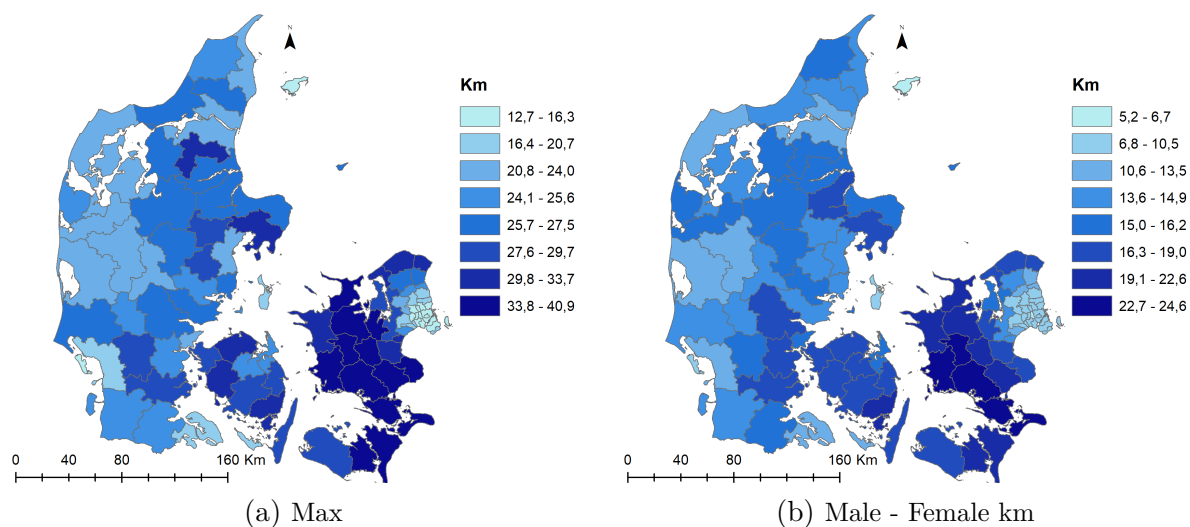 N
Km
12,7 - 16,3
16,4 - 20,7
20,8 - 24,0
24,1 - 25,6
25,7 - 27,5
27,6 - 29,7
29,8 - 33,7
33,8 - 40,9
0 40 80 160 Km
(a) Max
N
Km
5,2 - 6,7
6,8 - 10,5
10,6 - 13,5
13,6 - 14,9
15,0 - 16,2
16,3 - 19,0
19,1 - 22,6
22,7 - 24,6
0 40 80 160 Km
(b) Male - Female km